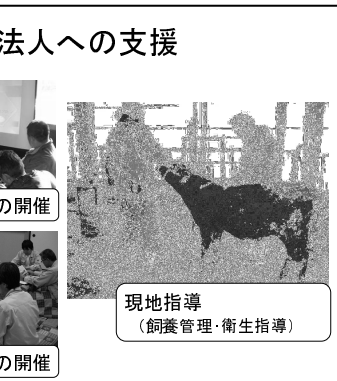 法人への支援
の開催
現地指導
（飼養管理・衛生指導）
の開催